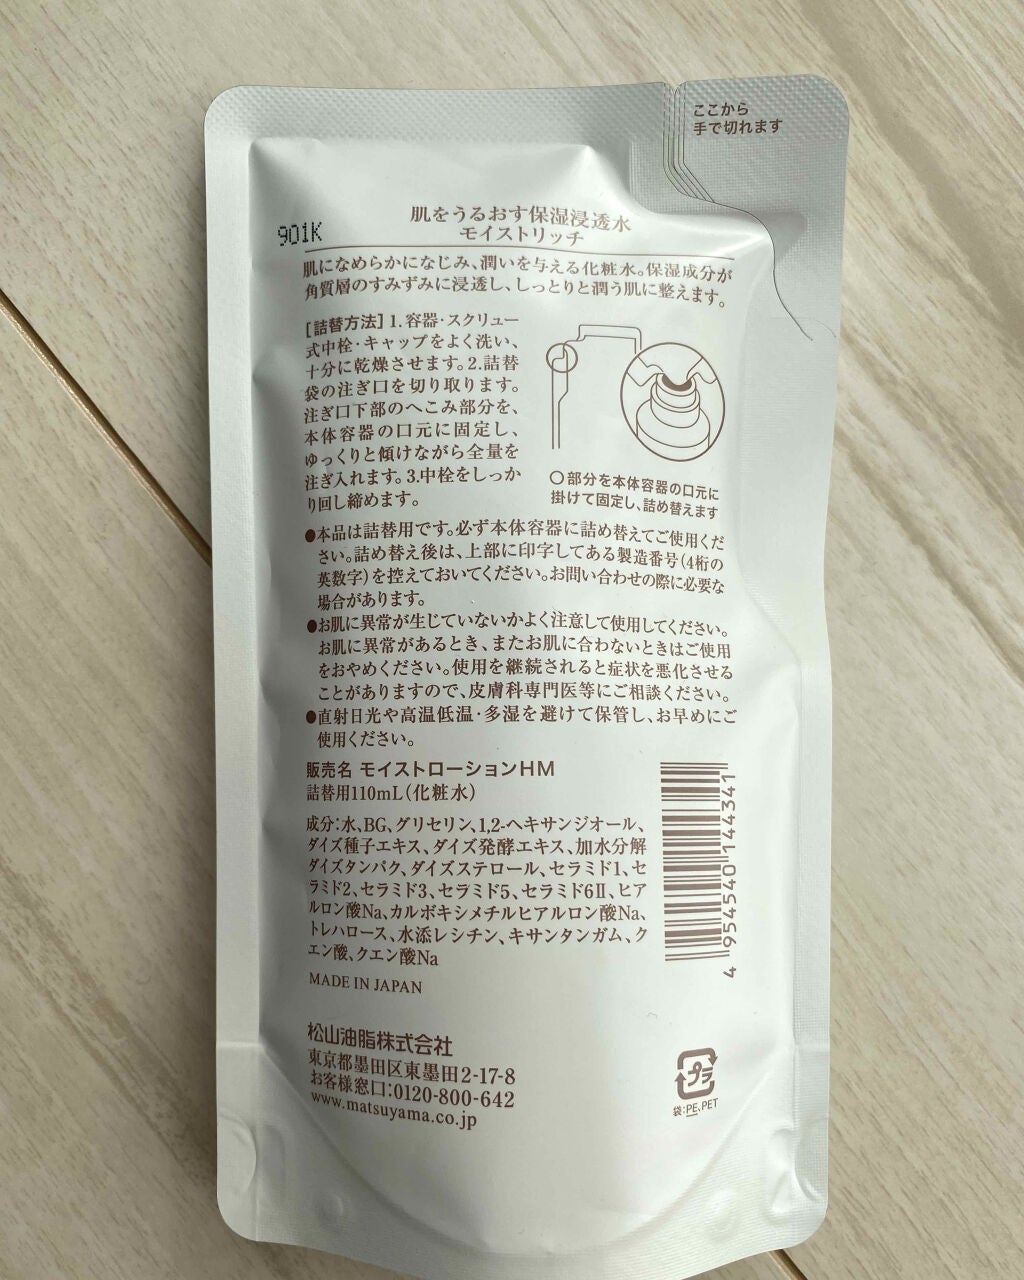 ここから
手で切れます
901K
肌をうるおす保湿浸透水
モイストリッチ
肌になめらかになじみ、潤いを与える化粧水。保湿成分が
角質層のすみずみに浸透し、しっとりと潤う肌に整えます。
[詰替方法]1.容器・スクリュー
式中栓・キャップをよく洗い、
十分に乾燥させます。2.詰替
袋の注ぎ口を切り取ります。
注ぎ口下部のへこみ部分を、
本体容器の口元に固定し、
ゆっくりと傾けながら全量を
注ぎ入れます。3.中栓をしっか
り回し締めます。
○部分を本体容器の口元に
掛けて固定し、詰め替えます
●本品は詰替用です。必ず本体容器に詰め替えてご使用くだ
さい。詰め替え後は、上部に印字してある製造番号(4桁の
英数字)を控えておいてください。お問い合わせの際に必要な
場合があります。
●お肌に異常が生じていないかよく注意して使用してください。
お肌に異常があるとき、またお肌に合わないときはご使用
をおやめください。使用を継続されると症状を悪化させる
ことがありますので、皮膚科専門医等にご相談ください。
●直射日光や高温低温・多湿を避けて保管し、お早めにご
使用ください。
販売名 モイストローションHM
詰替用110mL(化粧水)
成分:水、BG、グリセリン、1,2-ヘキサンジオール、
ダイズ種子エキス、ダイズ発酵エキス、加水分解
ダイズタンパク、ダイズステロール、セラミド1、セ
ラミド2、セラミド3、セラミド5、セラミド6Ⅱ、ヒア
ルロン酸Na、カルボキシメチルヒアルロン酸Na、
トレハロース、水添レシチン、キサンタンガム、ク
エン酸、クエン酸Na
MADE IN JAPAN
4 954540 144341
松山油脂株式会社
東京都墨田区東墨田2-17-8
お客様窓口:0120-800-642
www.matsuyama.co.jp
プラ
袋:PE、PET